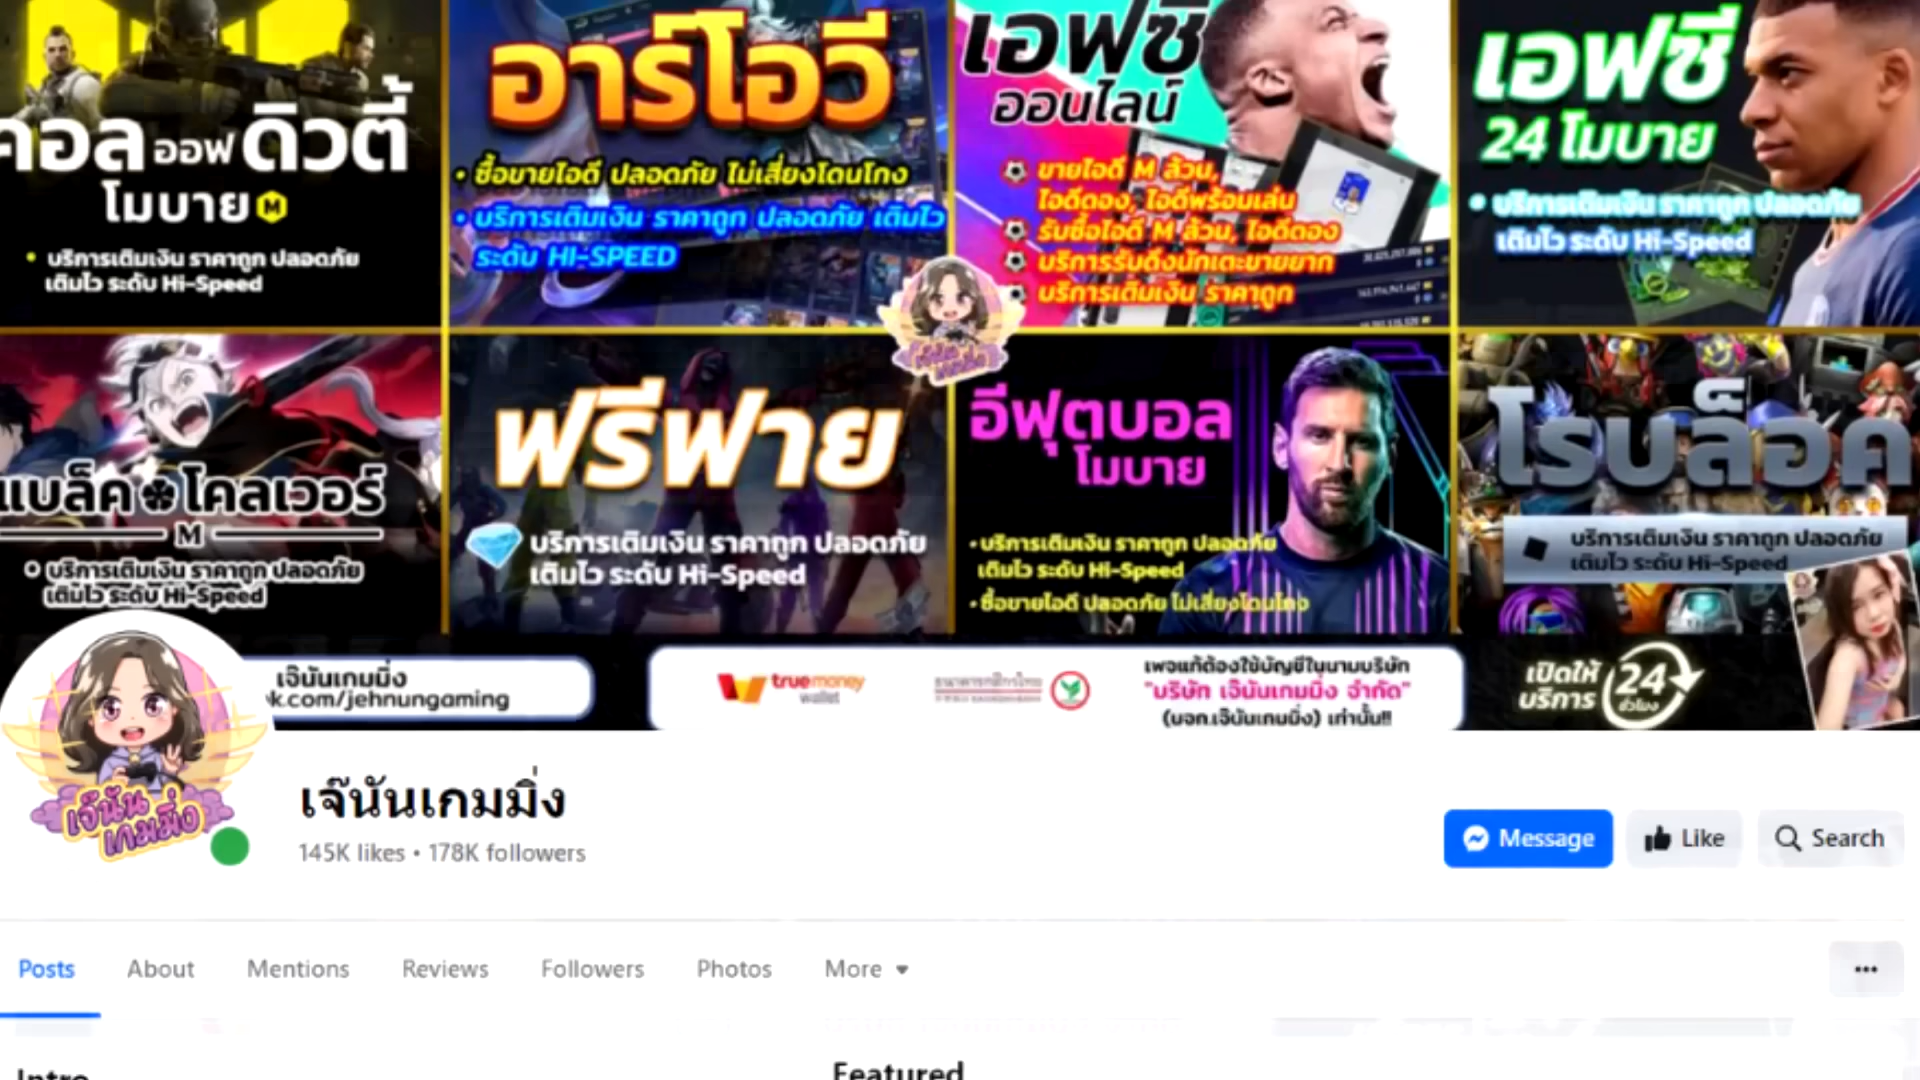 คอล ออฟ ดิวตี้
โมบาย M
• บริการเติมเงิน ราคาถูก ปลอดภัย
เติมไว ระดับ Hi-Speed
อาร์โอวี
• ซื้อขายไอดี ปลอดภัย ไม่เสี่ยงโดนโกง
• บริการเติมเงิน ราคาถูก ปลอดภัย เติมไว
ระดับ HI-SPEED
เอฟซี
ออนไลน์
ขายไอดี M ล้วน,
ไอดีดอง, ไอดีพร้อมเล่น
รับซื้อไอดี M ล้วน, ไอดีดอง
บริการรับดึงนักเตะขายยาก
บริการเติมเงิน ราคาถูก
เอฟซี
24 โมบาย
• บริการเติมเงิน ราคาถูก ปลอดภัย
เติมไว ระดับ Hi-Speed
แบล็ค โคลเวอร์
M
บริการเติมเงิน ราคาถูก ปลอดภัย
เติมไว ระดับ Hi-Speed
ฟรีฟาย
บริการเติมเงิน ราคาถูก ปลอดภัย
เติมไว ระดับ Hi-Speed
อีฟุตบอล
โมบาย
• บริการเติมเงิน ราคาถูก ปลอดภัย
เติมไว ระดับ Hi-Speed
• ซื้อขายไอดี ปลอดภัย ไม่เสี่ยงโดนโกง
โรบล็อค
บริการเติมเงิน ราคาถูก ปลอดภัย
เติมไว ระดับ Hi-Speed
เจ๊นันเกมมิ่ง
k.com/jehnungaming
truemoney
wallet
ธนาคารกสิกรไทย
เพจแท้ต้องใช้บัญชีในนามบริษัท
"บริษัท เจ๊นันเกมมิ่ง จำกัด"
(บจก.เจ๊นันเกมมิ่ง) เท่านั้น!!
เปิดให้
บริการ
24
ชั่วโมง
เจ๊นัน
เกมมิ่ง
เจ๊นันเกมมิ่ง
145K likes • 178K followers
Message
Like
Search
Posts
About
Mentions
Reviews
Followers
Photos
More
Intro
Featured